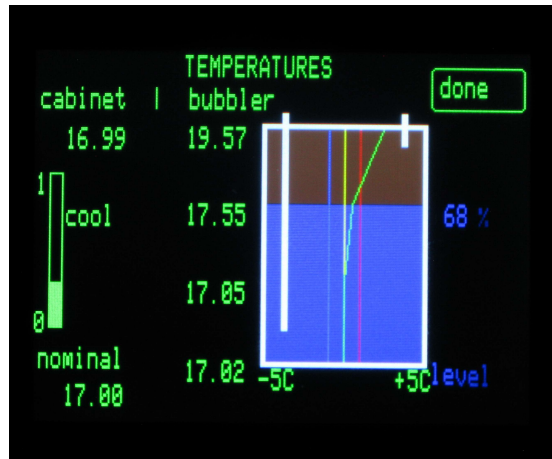 TEMPERATURES
cabinet | bubbler
done
16.99
19.57
1
cool
17.55
68 %
17.05
0
nominal
17.02
-5C
+5C
level
17.00